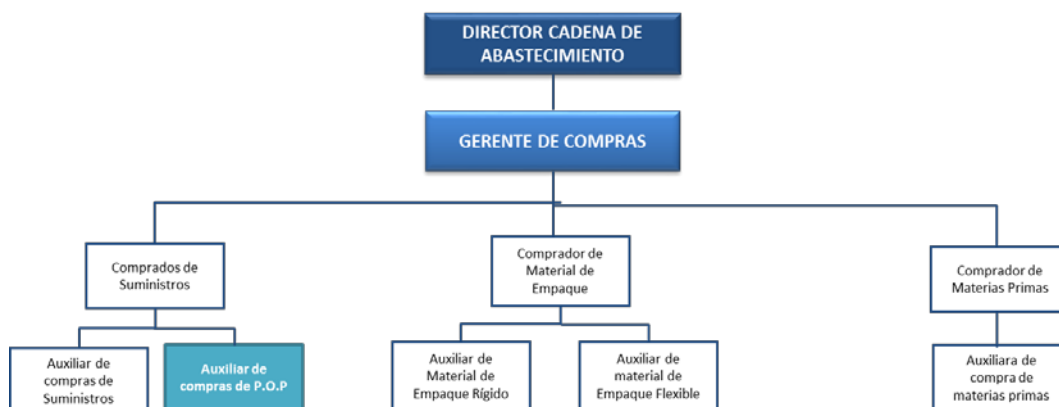 DIRECTOR CADENA DE
ABASTECIMIENTO
GERENTE DE COMPRAS
Comprados de
Suministros
Comprador de
Material de
Empaque
Comprador de
Materias Primas
Auxiliar de
compras de
Suministros
Auxiliar de
compras de P.O.P
Auxiliar de
Material de
Empaque Rígido
Auxiliar de
material de
Empaque Flexible
Auxiliara de
compra de
materias primas